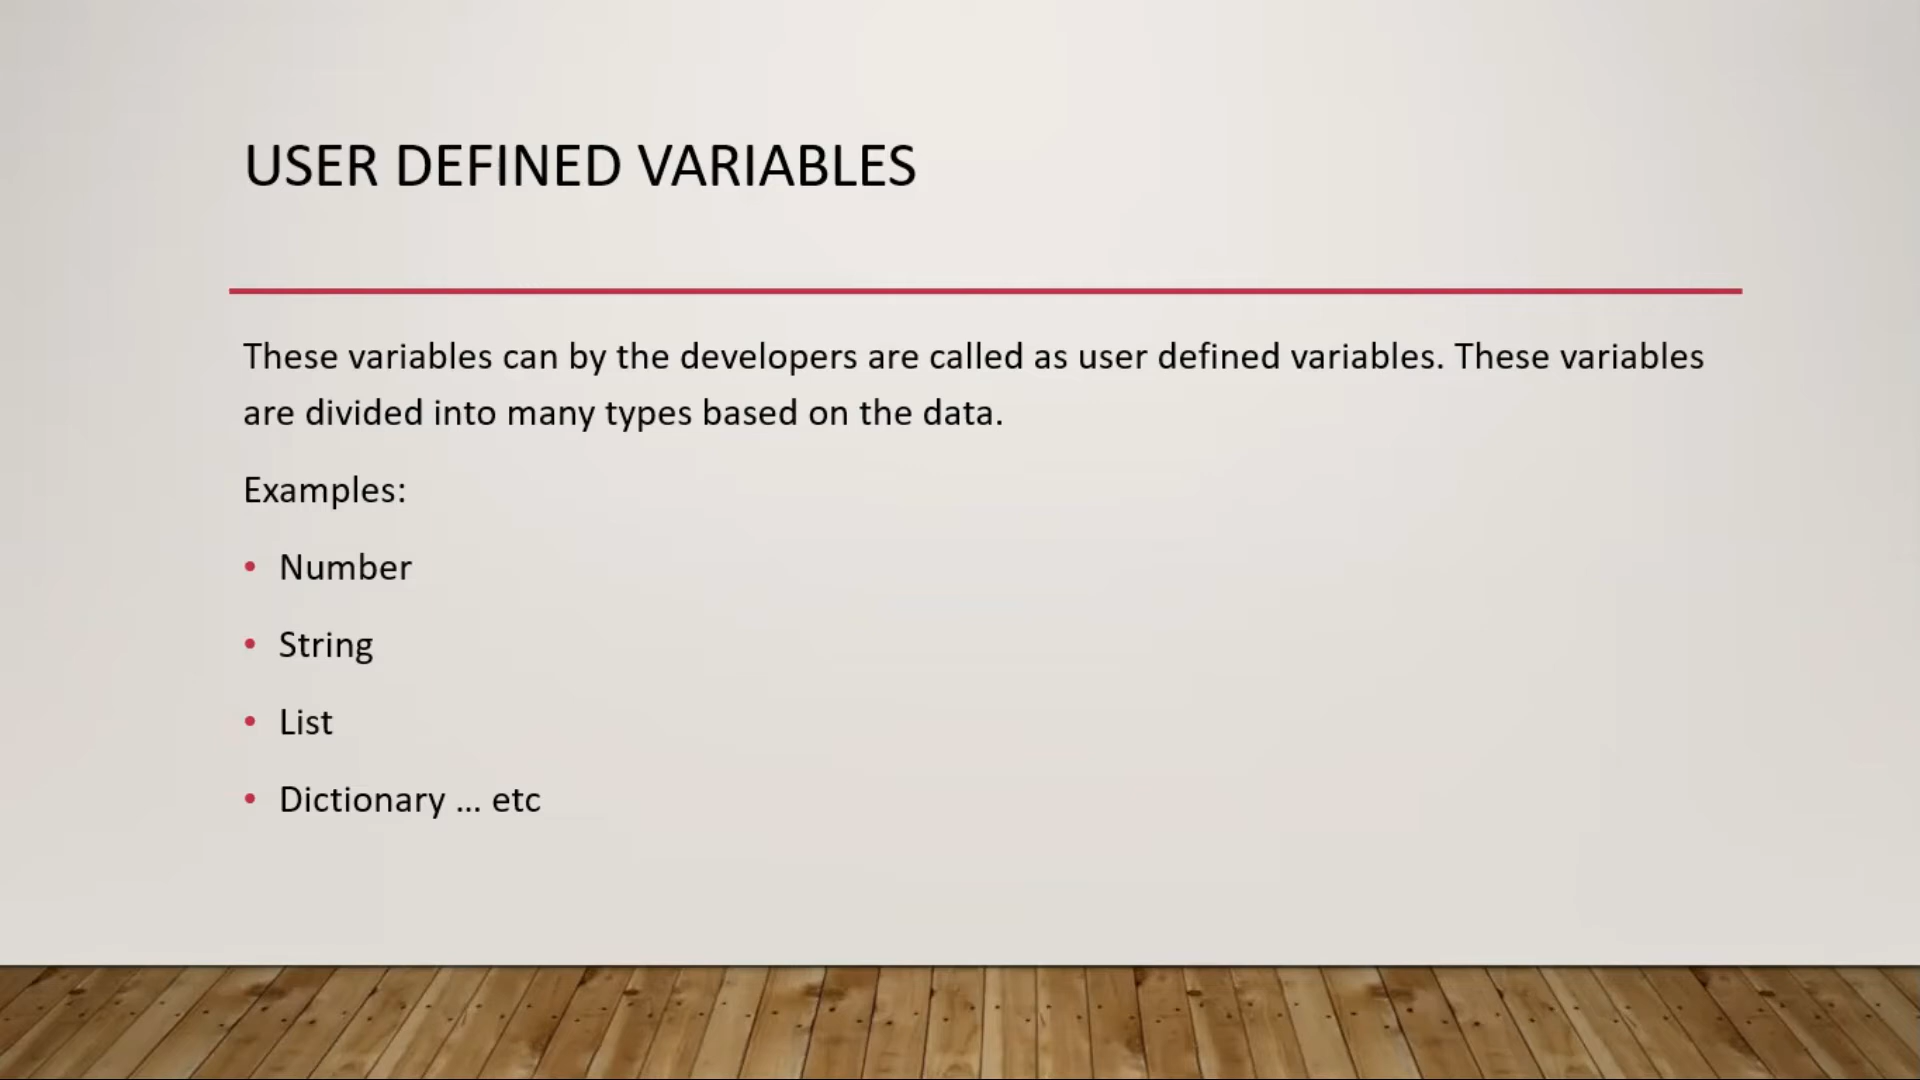 USER DEFINED VARIABLES
These variables can by the developers are called as user defined variables. These variables
are divided into many types based on the data.
Examples:
• Number
• String
• List
• Dictionary ... etc